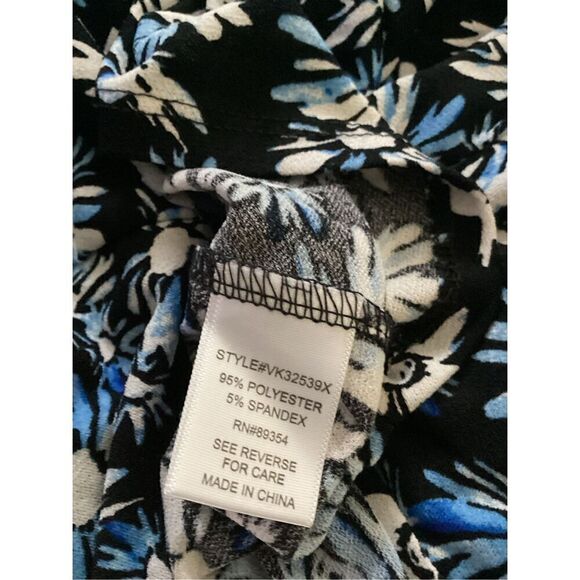 STYLE#VK32539X
95% POLYESTER
5% SPANDEX
RN#89354
SEE REVERSE
FOR CARE
MADE IN CHINA